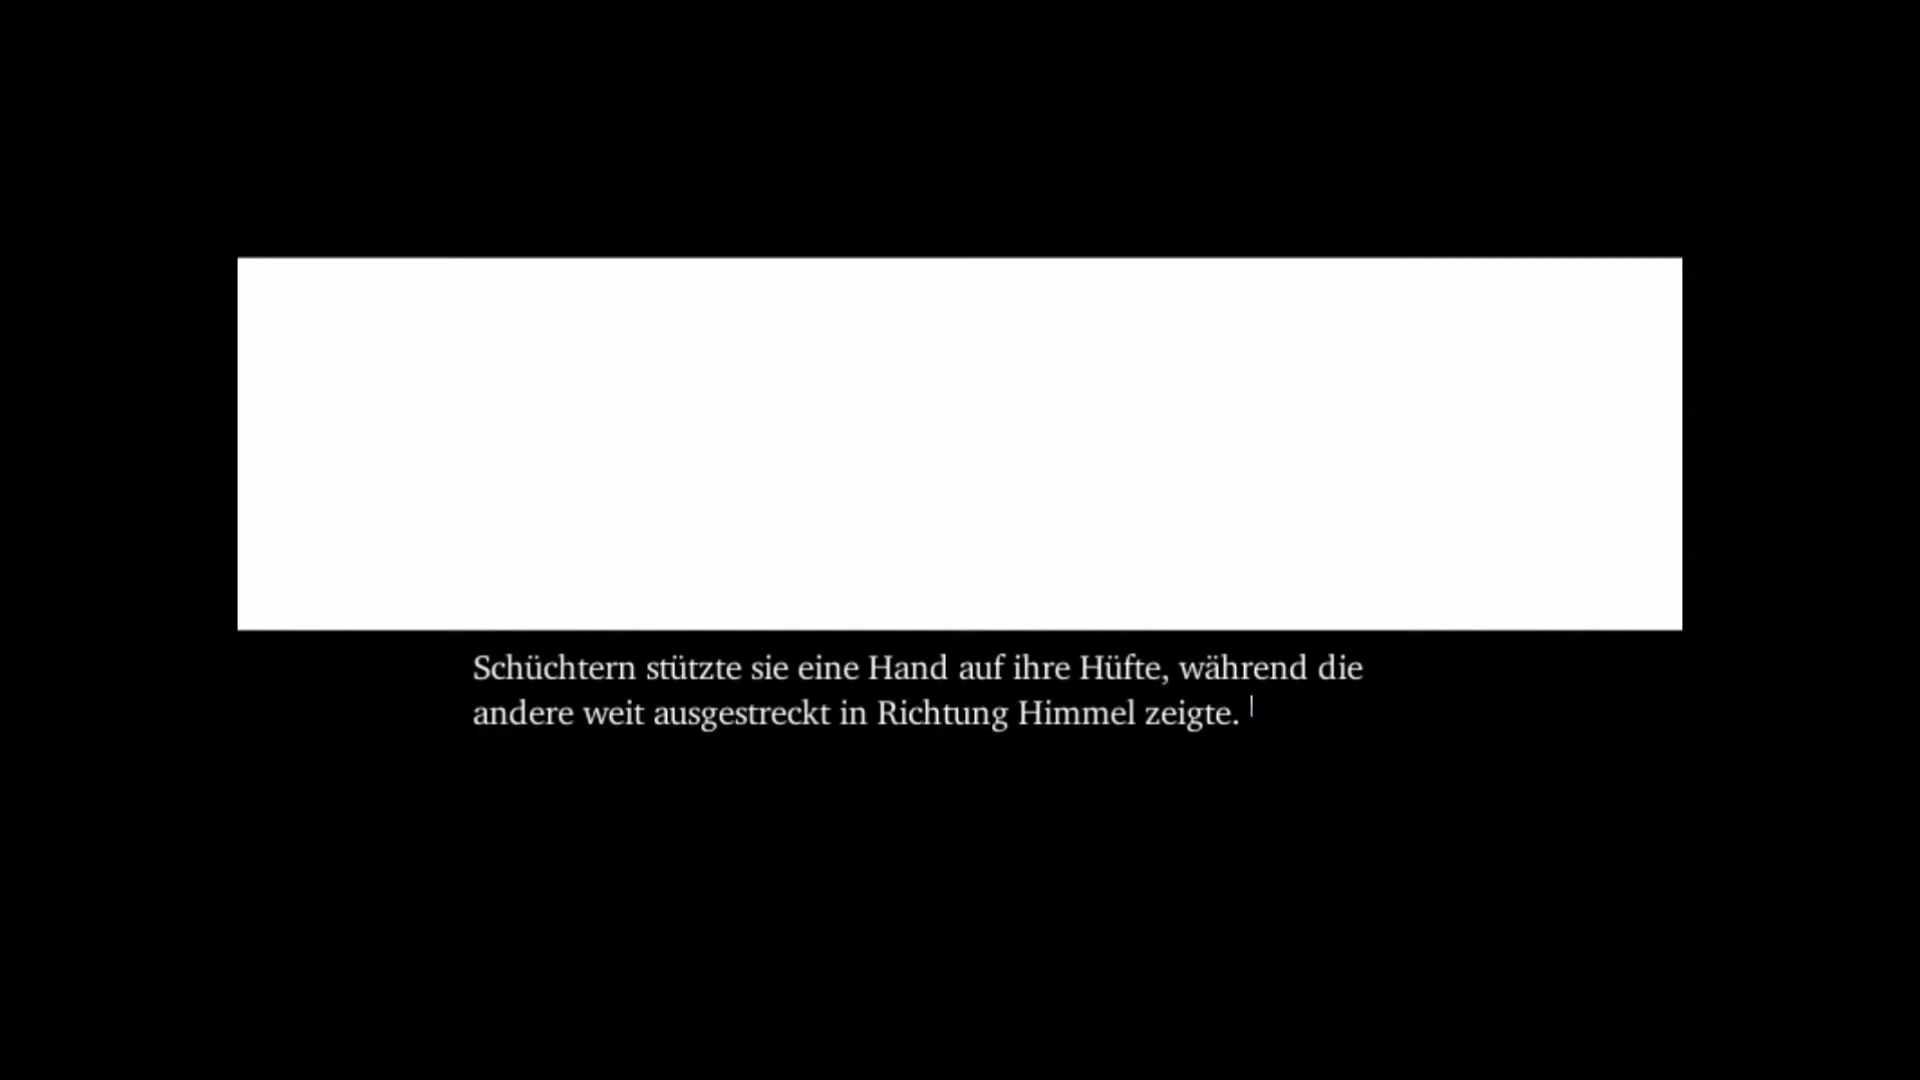 Schüchtern stützte sie eine Hand auf ihre Hüfte, während die
andere weit ausgestreckt in Richtung Himmel zeigte.